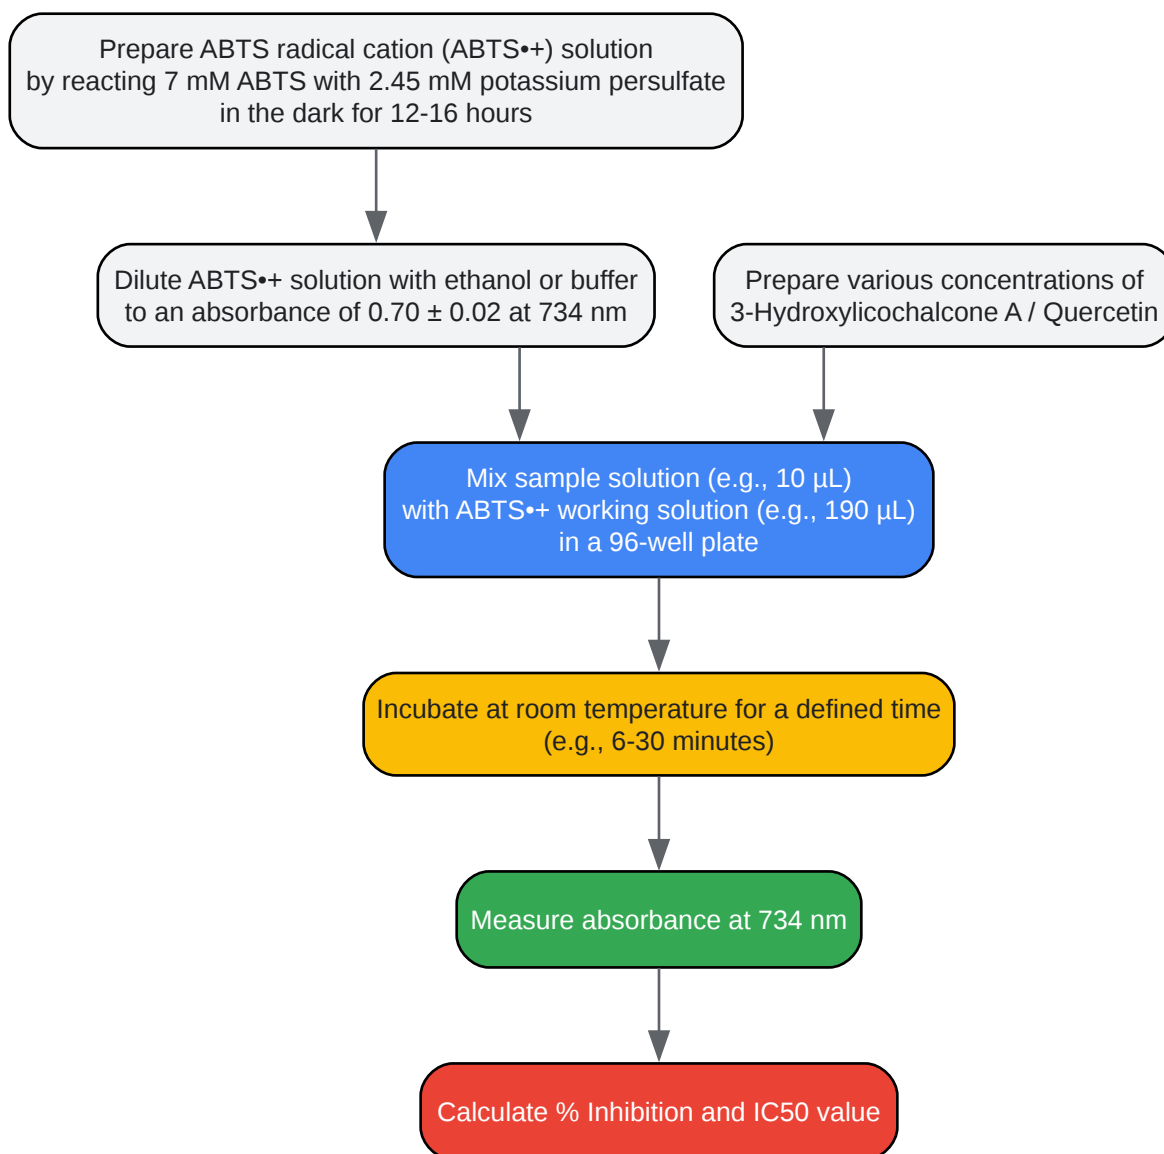 Prepare ABTS radical cation (ABTS•+) solution
by reacting 7 mM ABTS with 2.45 mM potassium persulfate
in the dark for 12-16 hours
Dilute ABTS•+ solution with ethanol or buffer
to an absorbance of 0.70 ± 0.02 at 734 nm
Prepare various concentrations of
3-Hydroxylicochalcone A / Quercetin
Mix sample solution (e.g., 10 µL)
with ABTS•+ working solution (e.g., 190 µL)
in a 96-well plate
Incubate at room temperature for a defined time
(e.g., 6-30 minutes)
Measure absorbance at 734 nm
Calculate % Inhibition and IC50 value